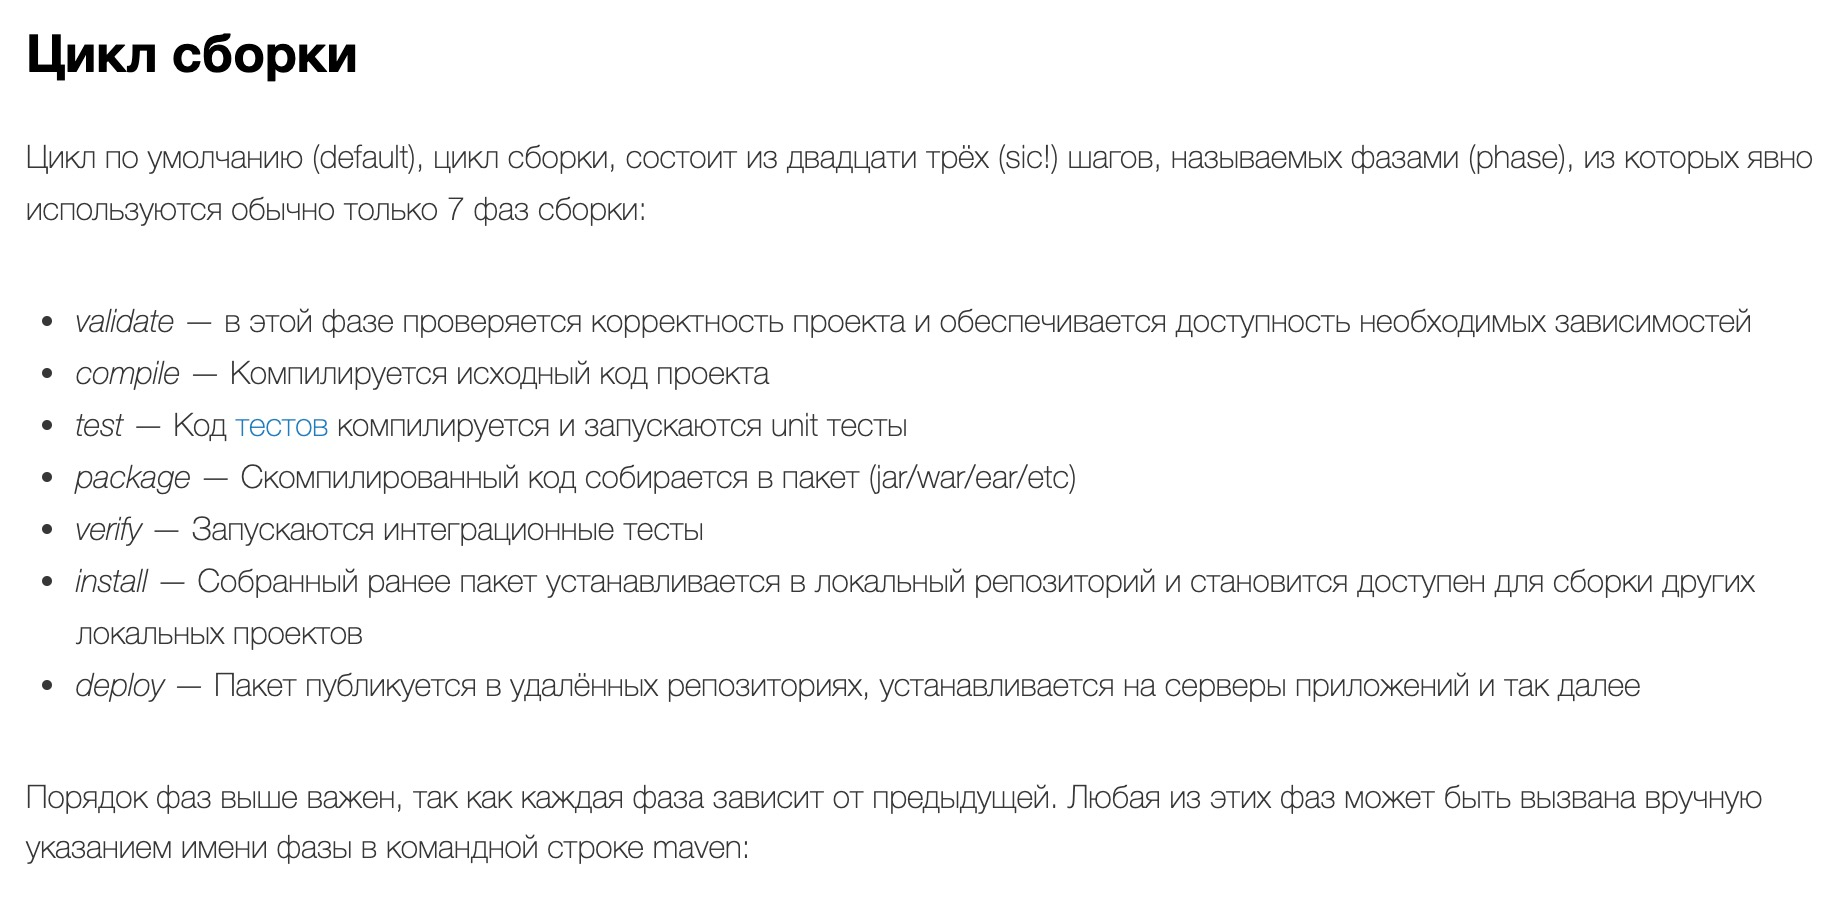 Цикл сборки
Цикл по умолчанию (default), цикл сборки, состоит из двадцати трёх (sic!) шагов, называемых фазами (phase), из которых явно
используются обычно только 7 фаз сборки:
• validate — в этой фазе проверяется корректность проекта и обеспечивается доступность необходимых зависимостей
• compile — Компилируется исходный код проекта
• test — Код тестов компилируется и запускаются unit тесты
• package — Скомпилированный код собирается в пакет (jar/war/ear/etc)
• verify — Запускаются интеграционные тесты
• install — Собранный ранее пакет устанавливается в локальный репозиторий и становится доступен для сборки других
локальных проектов
• deploy — Пакет публикуется в удалённых репозиториях, устанавливается на серверы приложений и так далее
Порядок фаз выше важен, так как каждая фаза зависит от предыдущей. Любая из этих фаз может быть вызвана вручную
указанием имени фазы в командной строке maven: